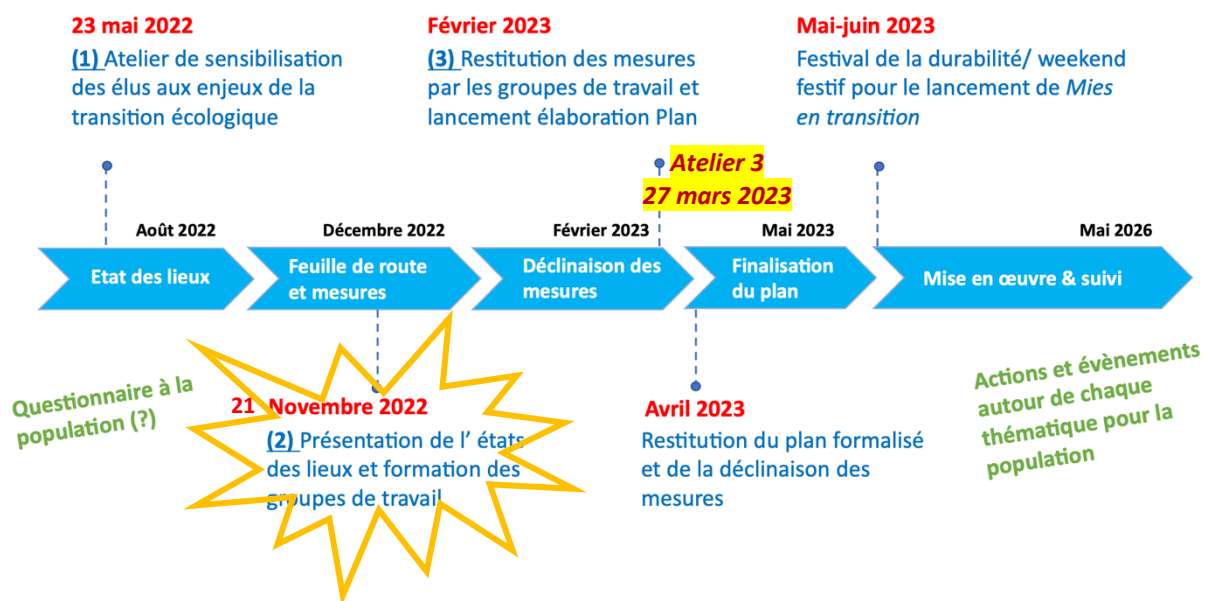 23 mai 2022
(1) Atelier de sensibilisation
des élus aux enjeux de la
transition écologique
Février 2023
(3) Restitution des mesures
par les groupes de travail et
lancement élaboration Plan
Mai-juin 2023
Festival de la durabilité/ weekend
festif pour le lancement de Mies
en transition
Atelier 3
27 mars 2023
Août 2022
Décembre 2022
Février 2023
Mai 2023
Mai 2026
Etat des lieux
Feuille de route
et mesures
Déclinaison des
mesures
Finalisation
du plan
Mise en œuvre & suivi
Questionnaire à la
population (?)
21 Novembre 2022
(2) Présentation de l' états
des lieux et formation des
groupes de travail
Avril 2023
Restitution du plan formalisé
et de la déclinaison des
mesures
Actions et évènements
autour de chaque
thématique pour la
population